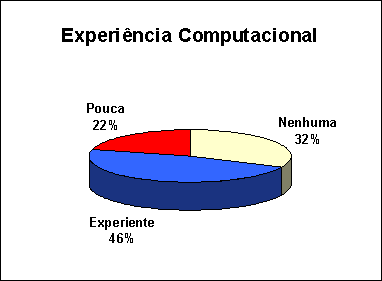 Experiência Computacional
Pouca
22%
Nenhuma
32%
Experiente
46%